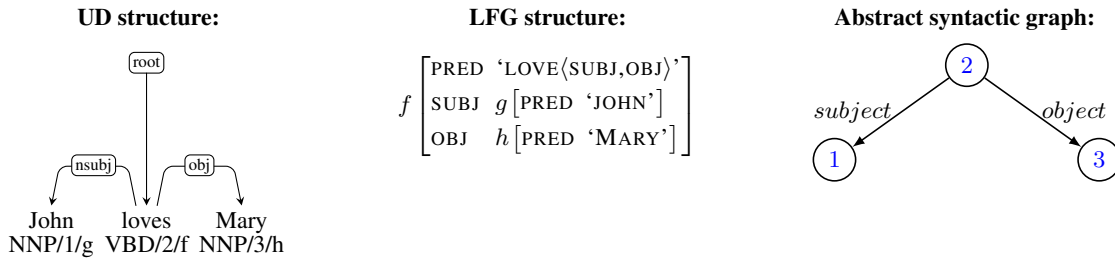 UD structure:
root
nsubj
obj
John loves Mary
NNP/1/g VBD/2/f NNP/3/h
LFG structure:
f
PRED ‘LOVE⟨SUBJ,OBJ⟩’
SUBJ g [PRED ‘JOHN’]
OBJ h [PRED ‘MARY’]
Abstract syntactic graph:
2
subject
object
1
3